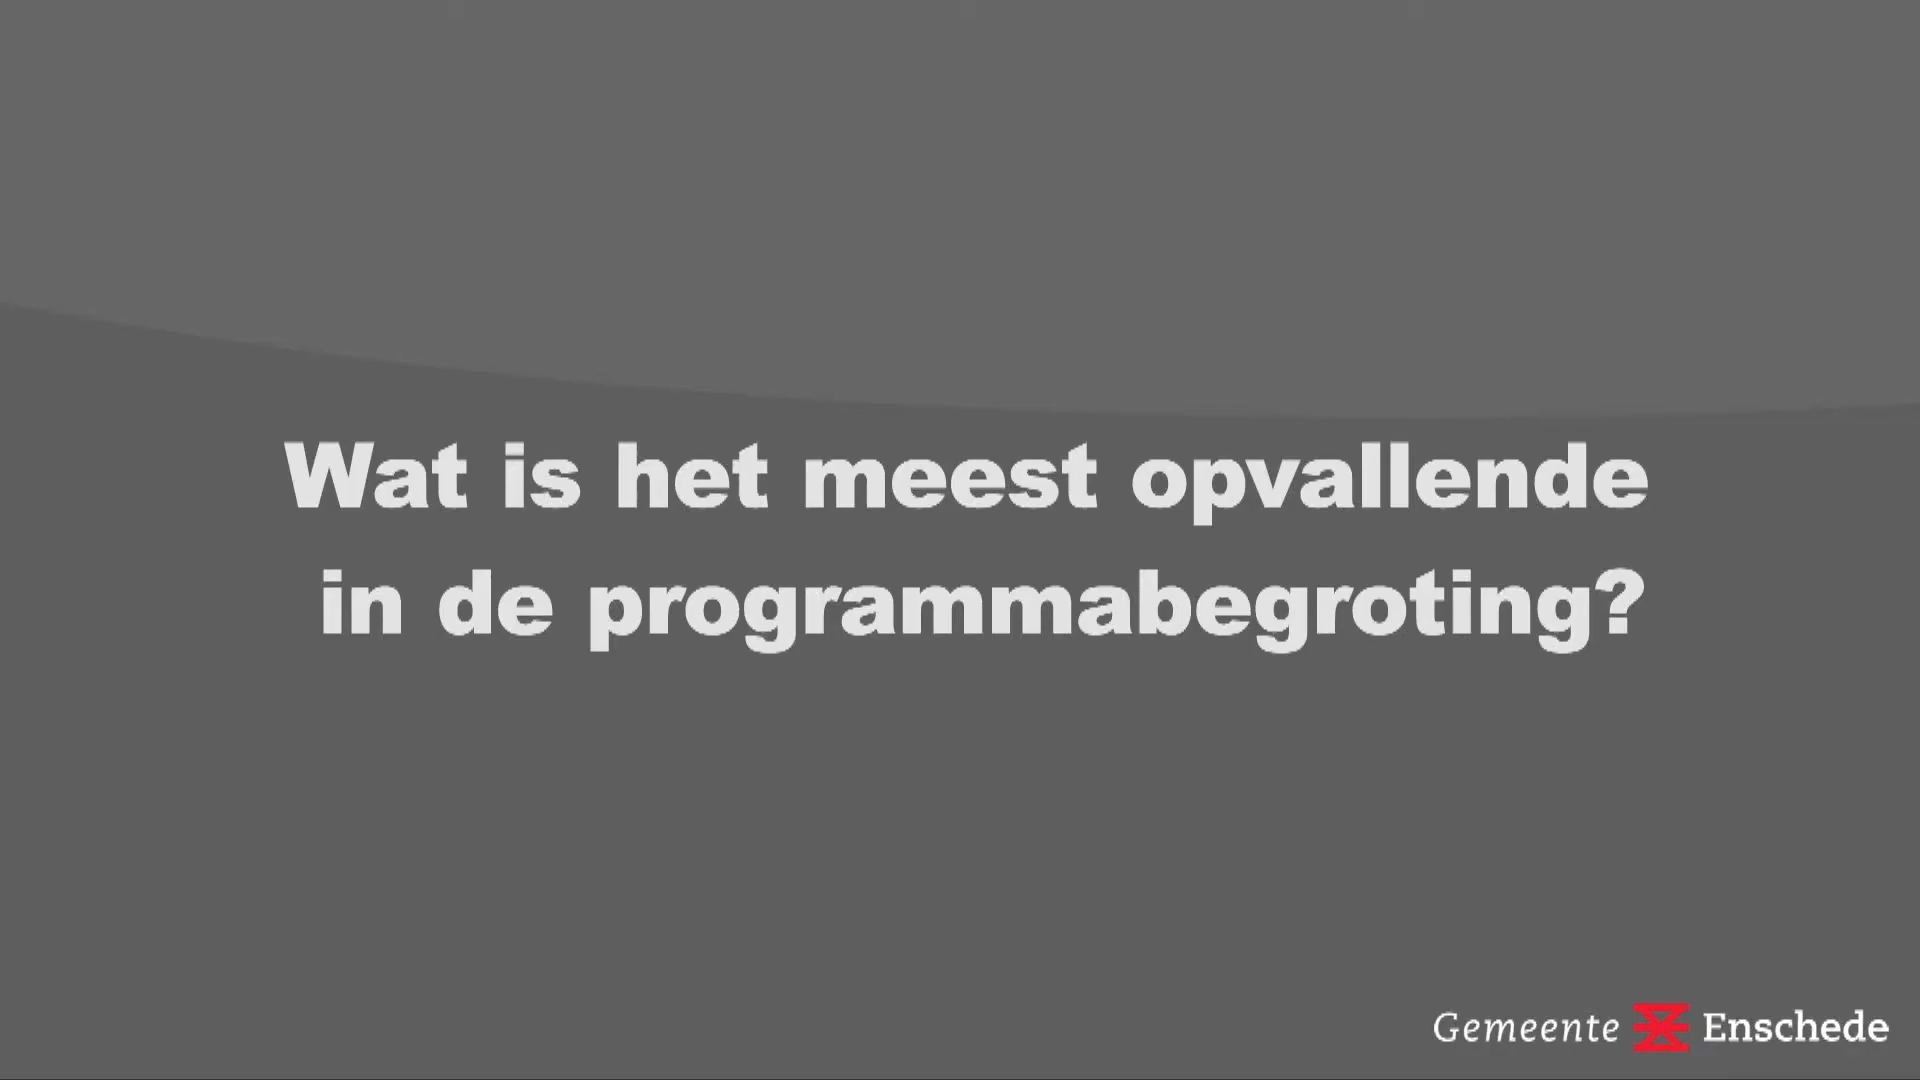 Wat is het meest opvallende
in de programmabegroting?
Gemeente Enschede